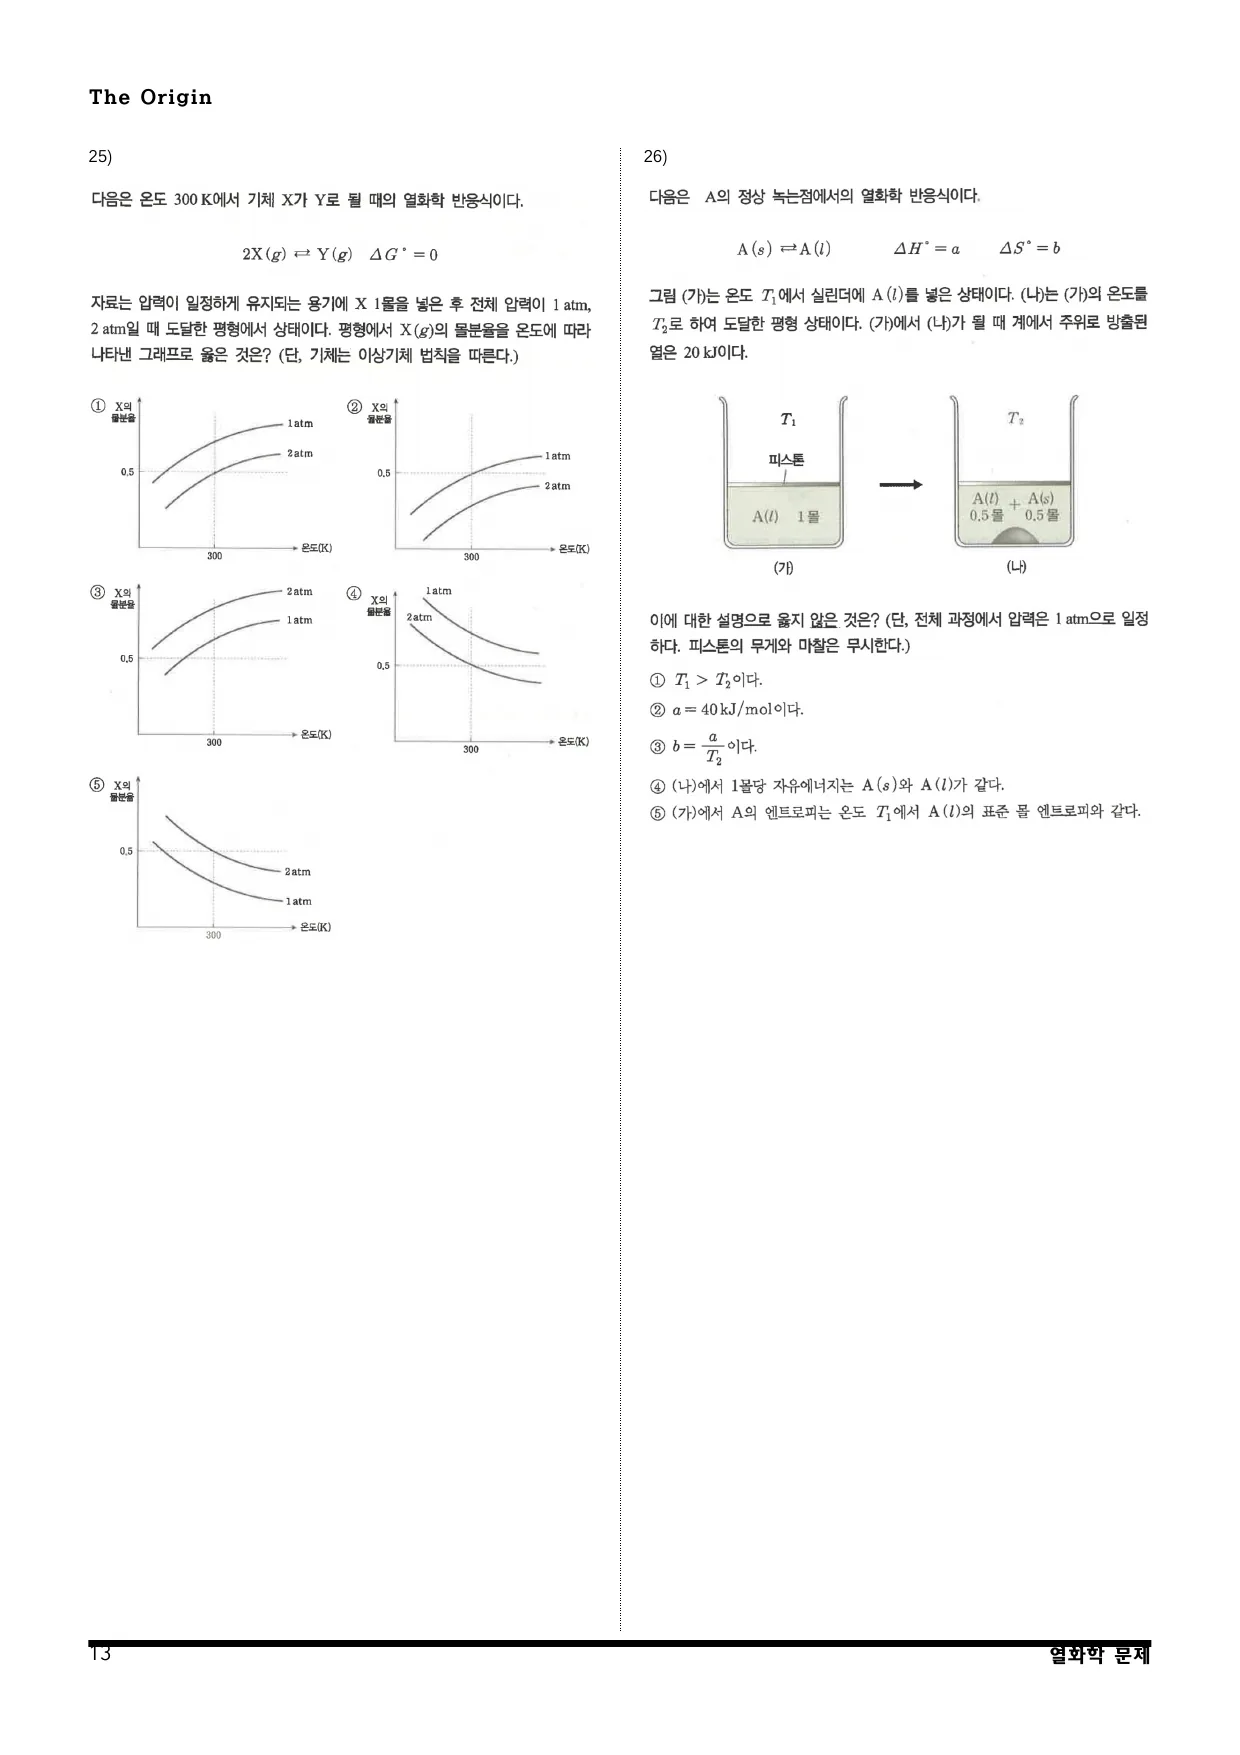 The Origin
25)
다음은 온도 300 K에서 기체 X가 Y로 될 때의 열화학 반응식이다.
2X(g) ⇄ Y(g) ΔG° = 0
자료는 압력이 일정하게 유지되는 용기에 X 1몰을 넣은 후 전체 압력이 1 atm,
2 atm일 때 도달한 평형에서 상태이다. 평형에서 X(g)의 몰분율을 온도에 따라
나타낸 그래프로 옳은 것은? (단, 기체는 이상기체 법칙을 따른다.)
① X의 몰분율
1 atm
2 atm
0.5
300
온도(K)
② X의 몰분율
1 atm
0.5
2 atm
300
온도(K)
③ X의 몰분율
2 atm
1 atm
0.5
300
온도(K)
④ X의 몰분율
1 atm
2 atm
0.5
300
온도(K)
⑤ X의 몰분율
0.5
2 atm
1 atm
300
온도(K)
26)
다음은 A의 정상 녹는점에서의 열화학 반응식이다.
A(s) ⇄ A(l) ΔH° = a ΔS° = b
그림 (가)는 온도 T₁에서 실린더에 A(l)를 넣은 상태이다. (나)는 (가)의 온도를
T₂로 하여 도달한 평형 상태이다. (가)에서 (나)가 될 때 계에서 주위로 방출된
열은 20 kJ이다.
T₁
피스톤
A(l) 1몰
(가)
T₂
A(l) + A(s)
0.5몰 0.5몰
(나)
이에 대한 설명으로 옳지 않은 것은? (단, 전체 과정에서 압력은 1 atm으로 일정
하다. 피스톤의 무게와 마찰은 무시한다.)
① T₁ > T₂이다.
② a = 40 kJ/mol이다.
③ b = a/T₂이다.
④ (나)에서 1몰당 자유에너지는 A(s)와 A(l)가 같다.
⑤ (가)에서 A의 엔트로피는 온도 T₁에서 A(l)의 표준 몰 엔트로피와 같다.
13
열화학 문제